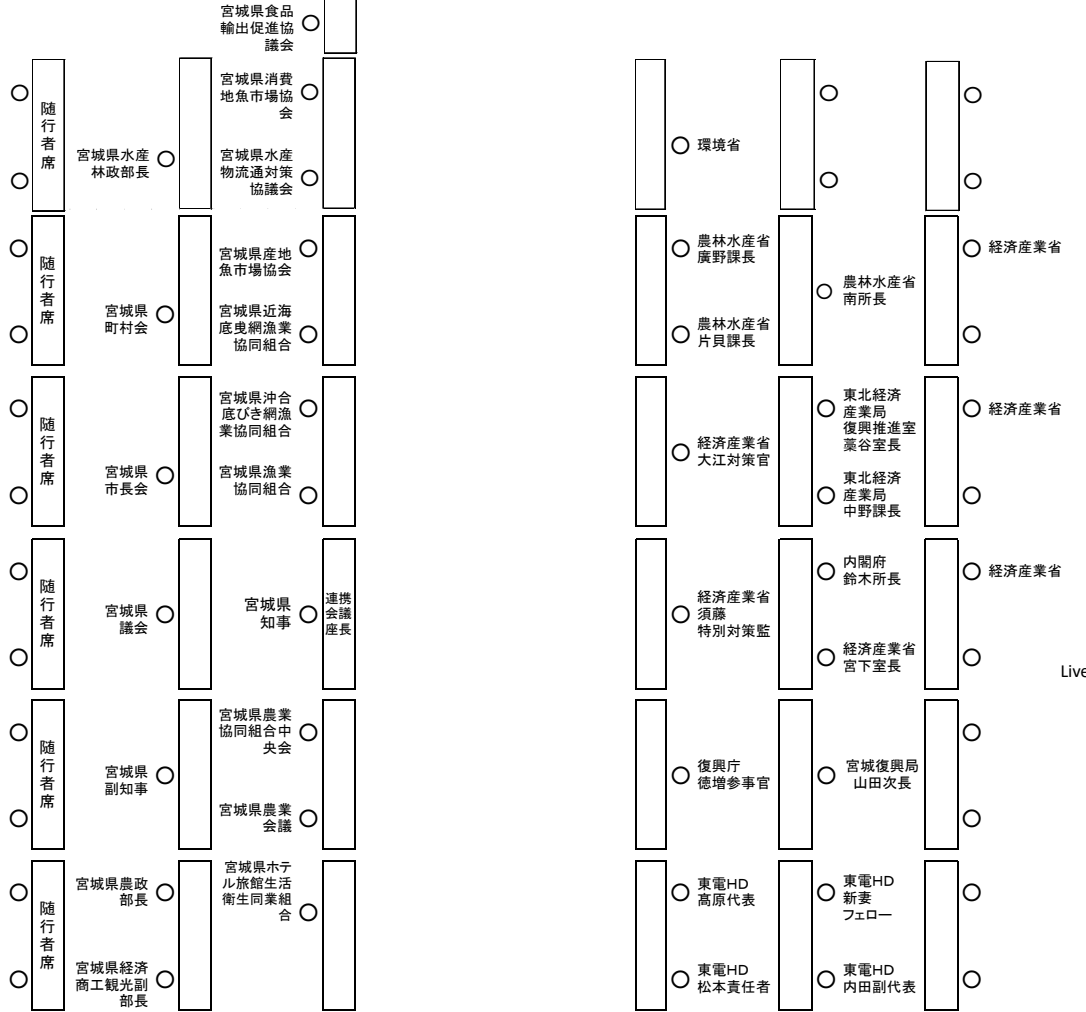 宮城県食品
輸出促進協
議会
随行者席
宮城県水産
林政部長
宮城県消費
地魚市場協
会
宮城県水産
物流通対策
協議会
環境省
随行者席
宮城県
町村会
宮城県産地
魚市場協会
宮城県近海
底曳網漁業
協同組合
農林水産省
廣野課長
農林水産省
片貝課長
農林水産省
南所長
経済産業省
随行者席
宮城県
市長会
宮城県沖合
底びき網漁
業協同組合
宮城県漁業
協同組合
経済産業省
大江対策官
東北経済
産業局
復興推進室
蘂谷室長
東北経済
産業局
中野課長
経済産業省
随行者席
宮城県
議会
宮城県
知事
連携
会議
座長
経済産業省
須藤
特別対策監
内閣府
鈴木所長
経済産業省
宮下室長
経済産業省
Live
随行者席
宮城県
副知事
宮城県農業
協同組合中
央会
宮城県農業
会議
復興庁
徳増参事官
宮城復興局
山田次長
随行者席
宮城県農政
部長
宮城県経済
商工観光副
部長
宮城県ホテ
ル旅館生活
衛生同業組
合
東電HD
髙原代表
東電HD
松本責任者
東電HD
新妻
フェロー
東電HD
内田副代表